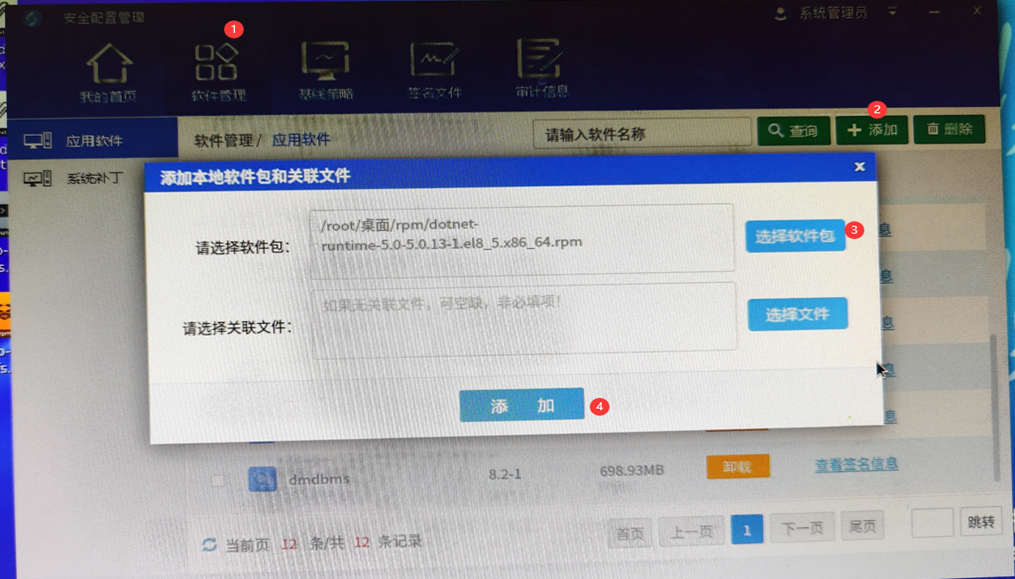 安全配置管理
系统管理员
1
我的首页 软件管理 基线策略 签名文件 审计信息
2
应用软件 软件管理 / 应用软件 请输入软件名称 查询 添加 删除
系统补丁
添加本地软件包和关联文件
请选择软件包:
/root/桌面/rpm/dotnet-
runtime-5.0-5.0.13-1.el8_5.x86_64.rpm
选择软件包 3
息
请选择关联文件:
如果无关联文件，可空缺，非必填项!
选择文件
息
息
息
息
添 加 4
dmdbms 8.2-1 698.93MB 卸载 查看签名信息
当前页 12 条/共 12 条记录 首页 上一页 1 下一页 尾页 跳转